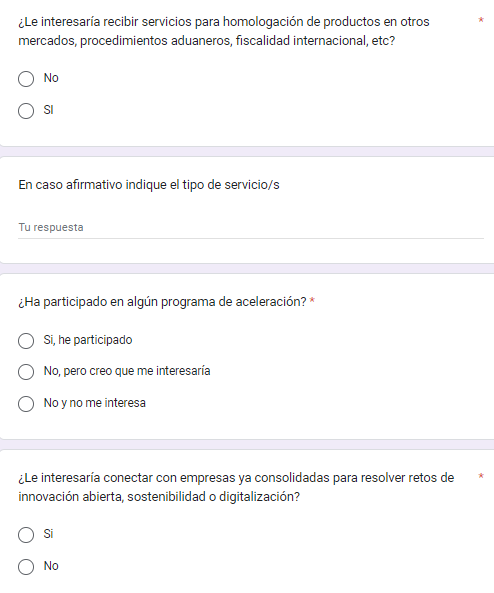 ¿Le interesaría recibir servicios para homologación de productos en otros *
mercados, procedimientos aduaneros, fiscalidad internacional, etc?
No
SI
En caso afirmativo indique el tipo de servicio/s
Tu respuesta
¿Ha participado en algún programa de aceleración? *
Si, he participado
No, pero creo que me interesaría
No y no me interesa
¿Le interesaría conectar con empresas ya consolidadas para resolver retos de *
innovación abierta, sostenibilidad o digitalización?
Si
No